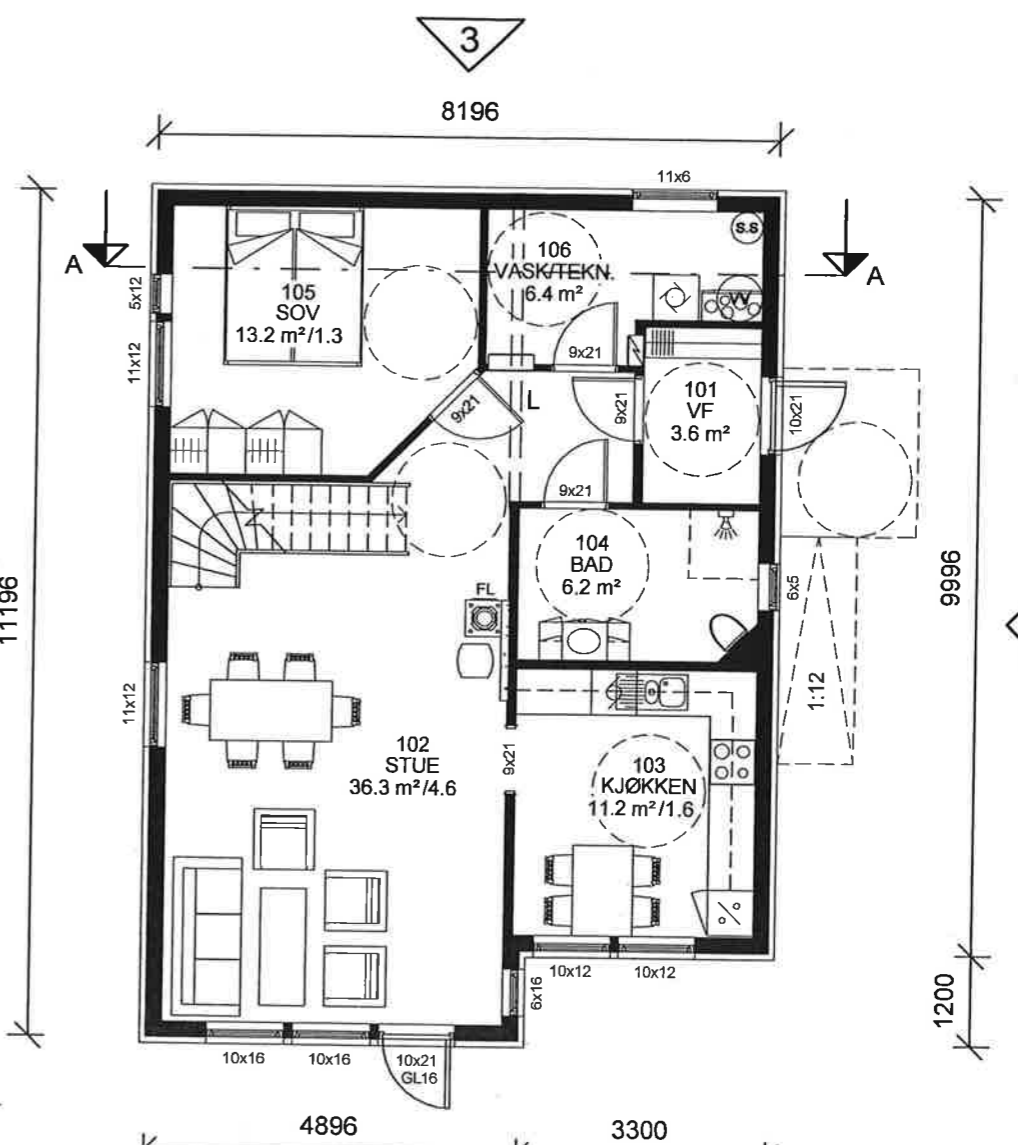 3
8196
11x6
A
A
S.S
106
VASK/TEKN.
6.4 m²
VV
105
SOV
13.2 m²/1.3
5x12
11x12
9x21
9x21
L
9x21
101
VF
3.6 m²
10x21
9x21
104
BAD
6.2 m²
6x5
FL
11196
9996
1:12
11x12
102
STUE
36.3 m²/4.6
9x21
103
KJØKKEN
11.2 m²/1.6
10x12
10x12
6x16
1200
10x16
10x16
10x21
GL16
4896
3300